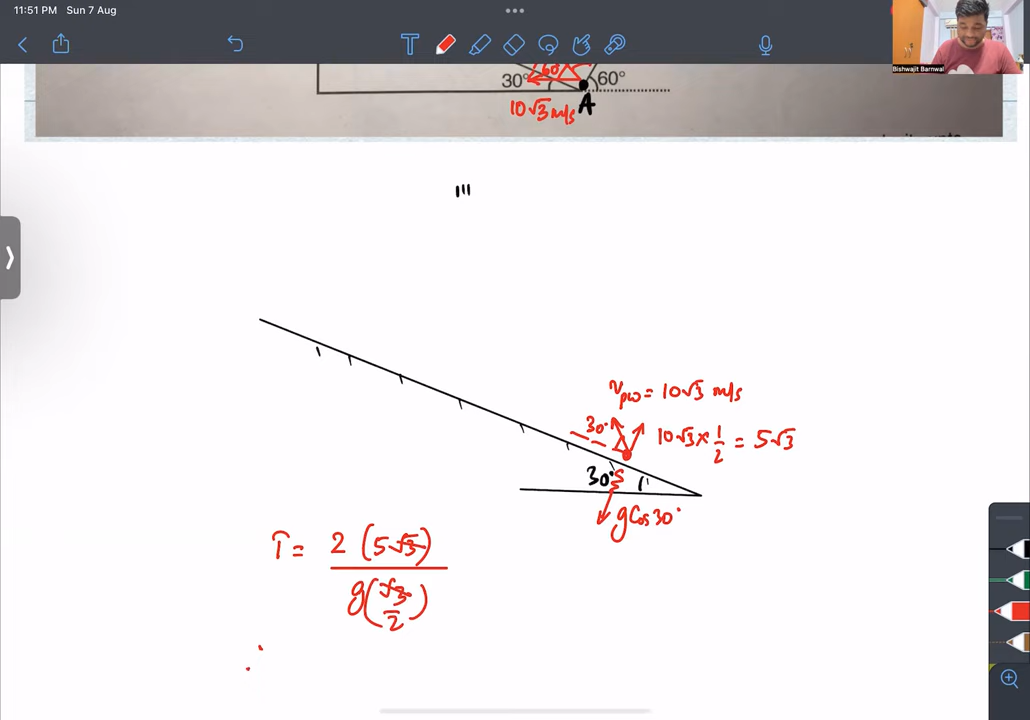 11:51 PM Sun 7 Aug
Bishwajit Barnwal
30° 60° 60°
10√3 m/s A
v_pw = 10√3 m/s
30° 10√3 × 1/2 = 5√3
30°
g Cos 30°
T = 2 (5√3) / g(√3/2)